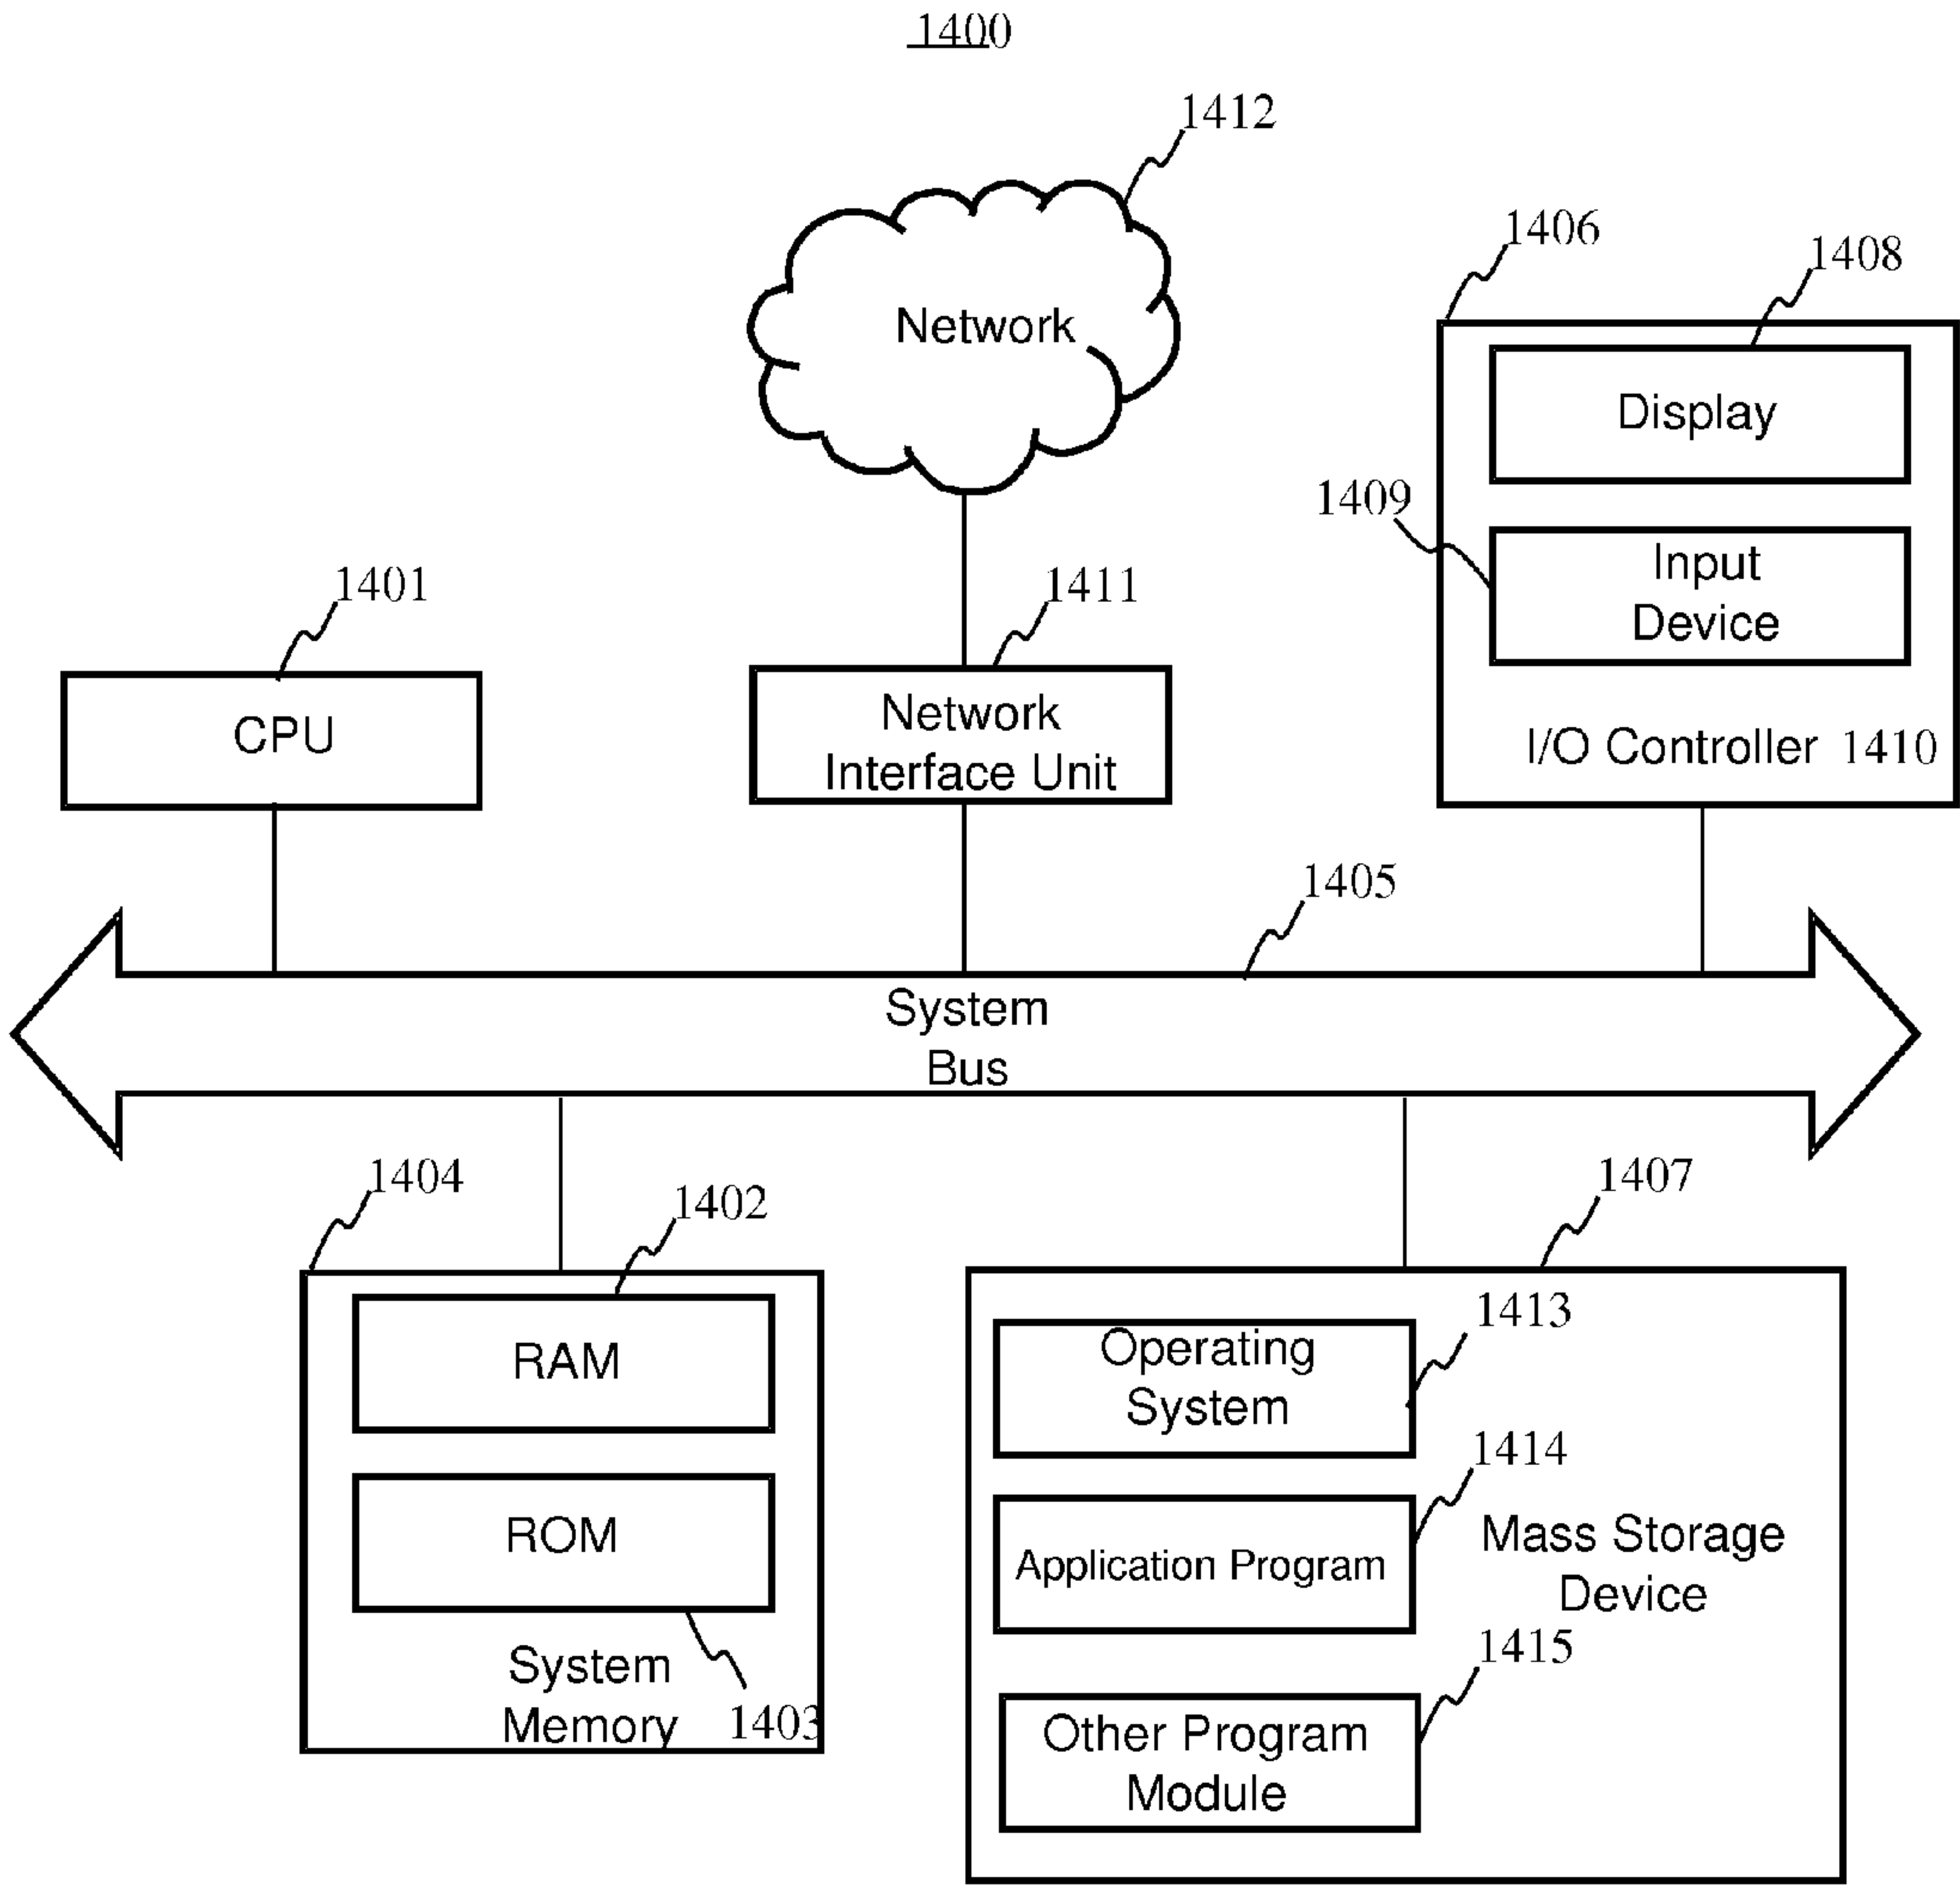 1400
1412
1406
1408
Network
Display
1409
Input
Device
1401
1411
CPU
Network
Interface Unit
I/O Controller 1410
1405
System
Bus
1404
1402
1407
RAM
1413
Operating
System
1414
ROM
Application Program
Mass Storage
Device
System
Memory
1403
1415
Other Program
Module